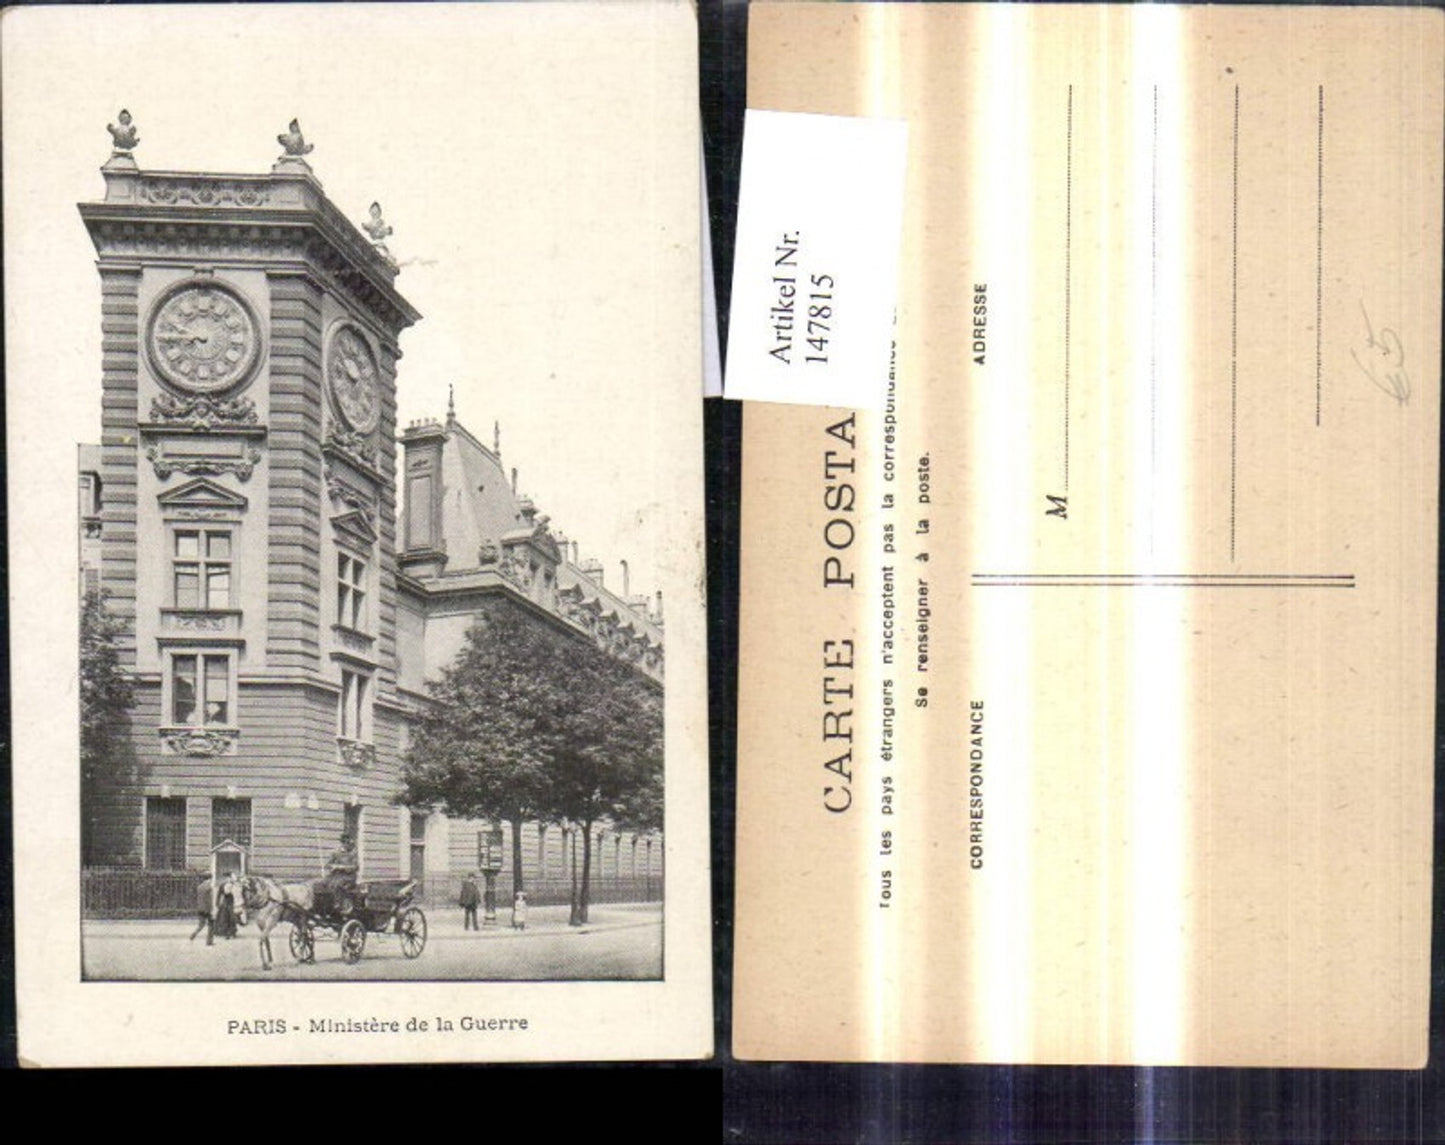 PARIS - Ministère de la Guerre
Artikel Nr.
147815
CARTE POSTA
Tous les pays étrangers n'acceptent pas la correspondance
Se renseigner à la poste.
CORRESPONDANCE
ADRESSE
M